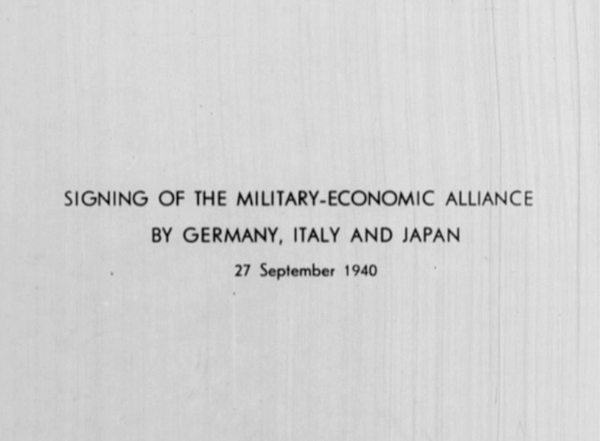 SIGNING OF THE MILITARY-ECONOMIC ALLIANCE
BY GERMANY, ITALY AND JAPAN
27 September 1940